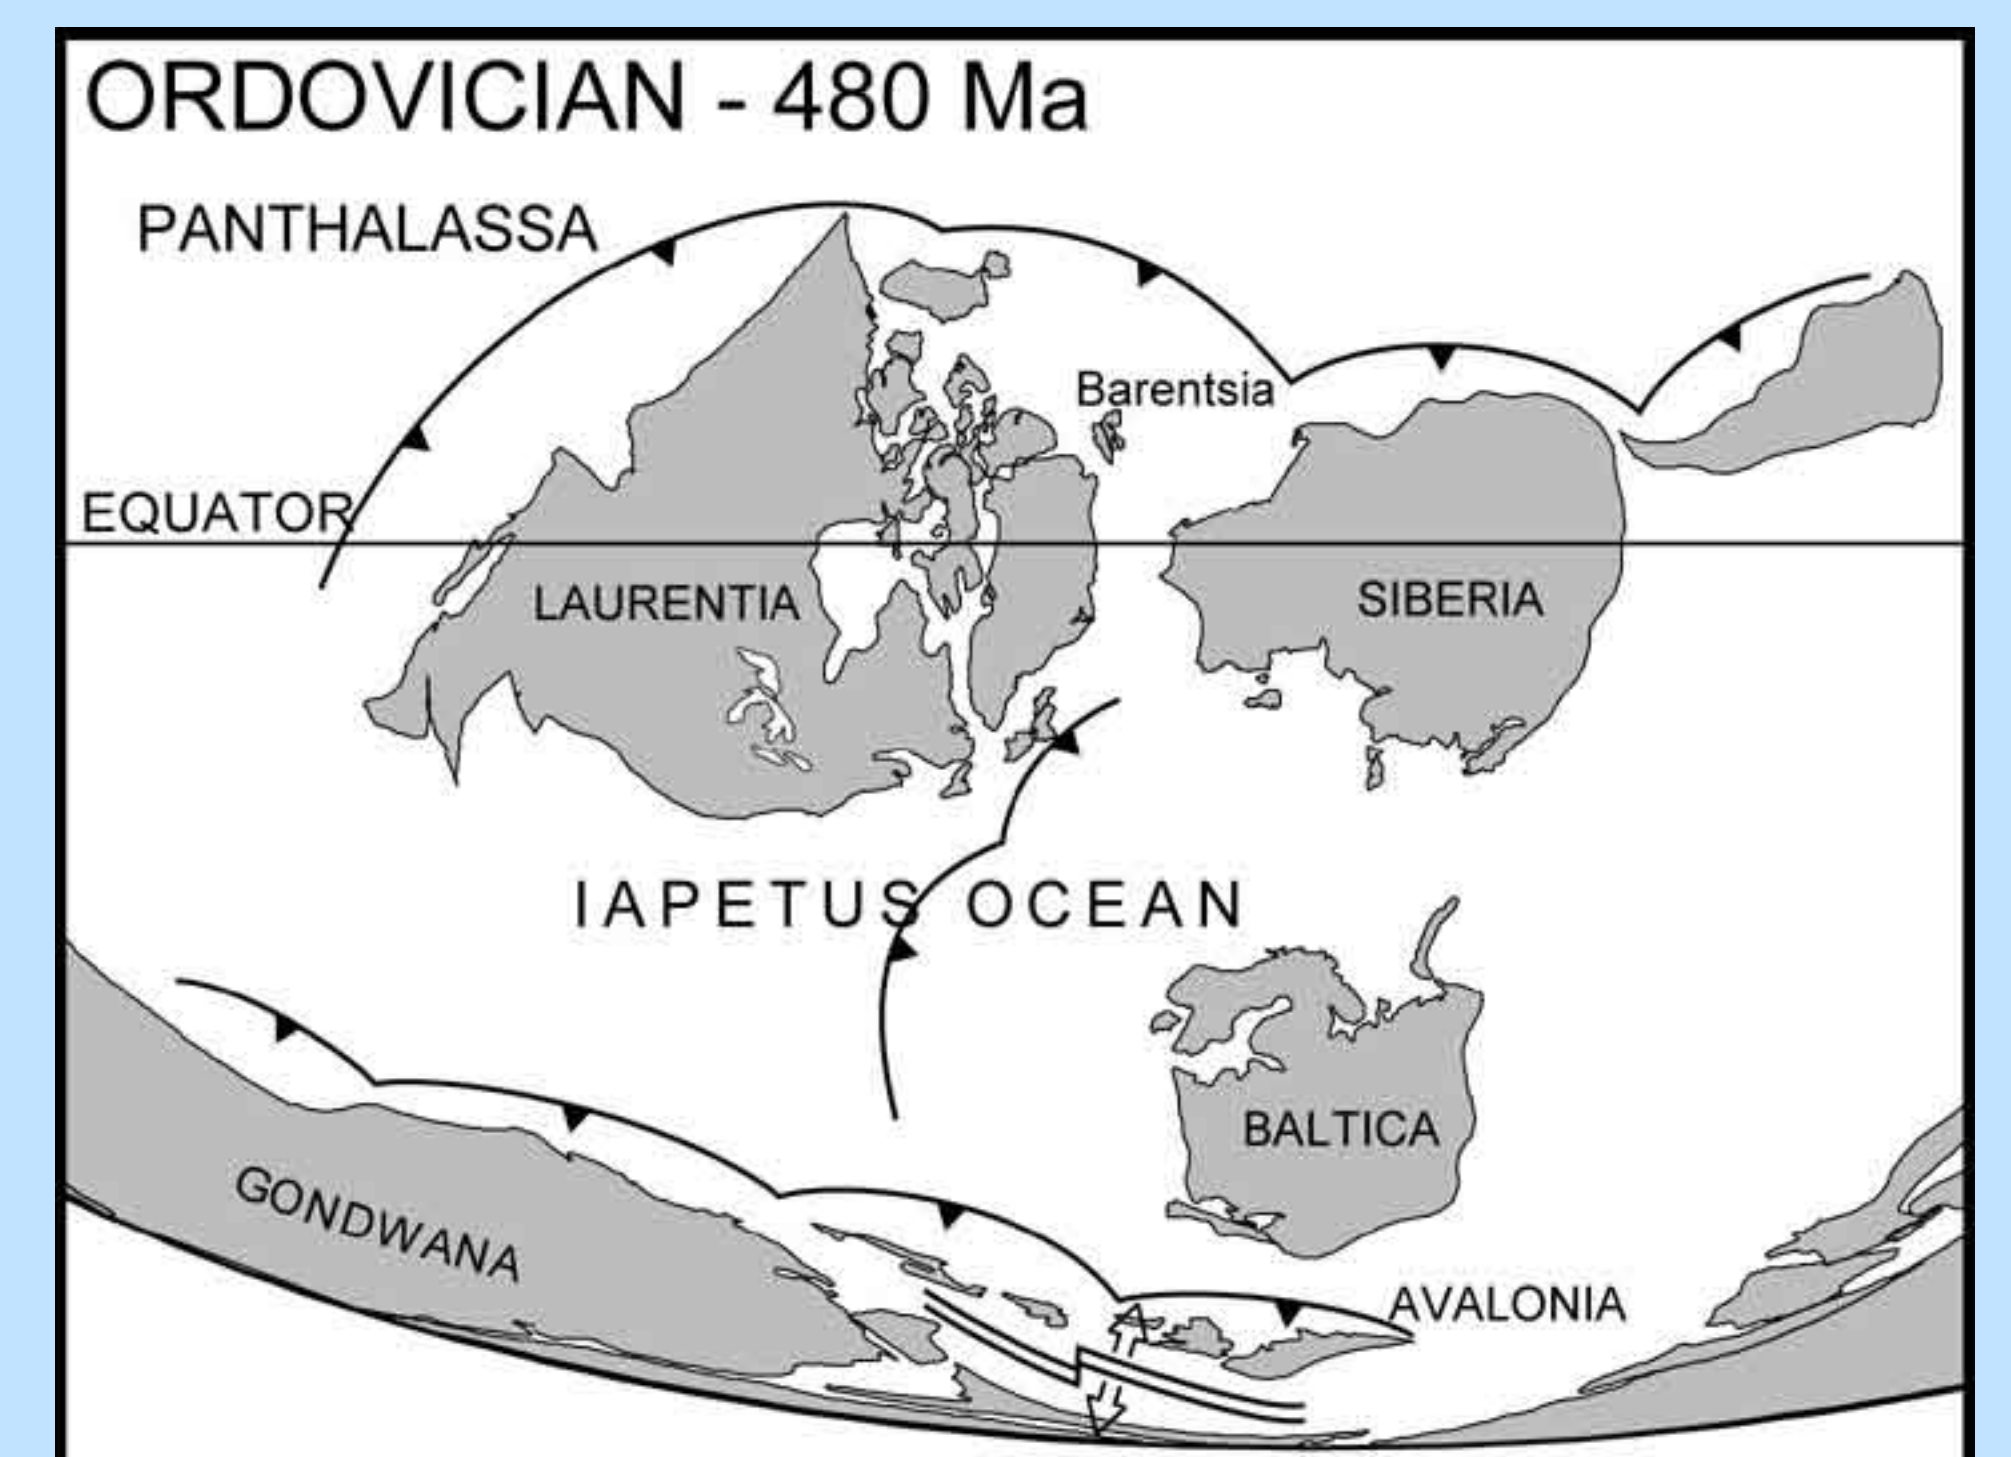 ORDOVICIAN - 480 Ma
PANTHALASSA
Barentsia
EQUATOR
LAURENTIA
SIBERIA
IAPETUS OCEAN
BALTICA
GONDWANA
AVALONIA